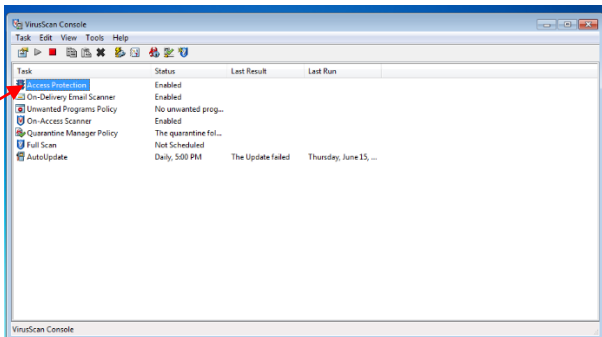 VirusScan Console
Task Edit View Tools Help
Task Status Last Result Last Run
Access Protection Enabled
On-Delivery Email Scanner Enabled
Unwanted Programs Policy No unwanted prog...
On-Access Scanner Enabled
Quarantine Manager Policy The quarantine fol...
Full Scan Not Scheduled
AutoUpdate Daily, 5:00 PM The Update failed Thursday, June 15, ...
VirusScan Console